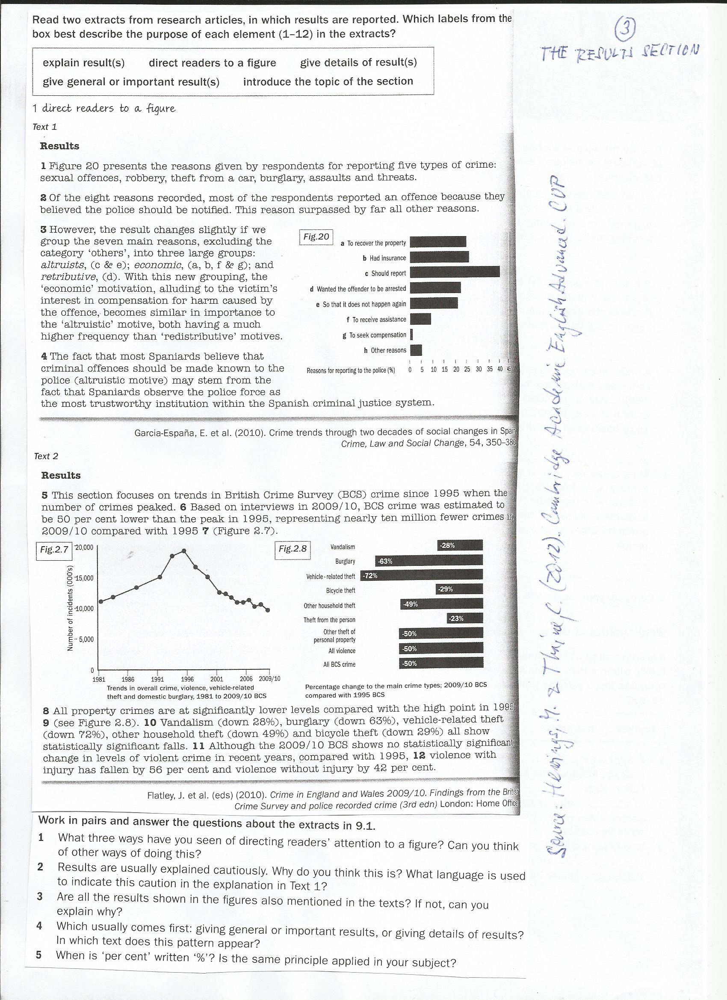 Read two extracts from research articles, in which results are reported. Which labels from the
box best describe the purpose of each element (1–12) in the extracts?
3
THE RESULTS SECTION
explain result(s) direct readers to a figure give details of result(s)
give general or important result(s) introduce the topic of the section
1 direct readers to a figure
Text 1
Results
1 Figure 20 presents the reasons given by respondents for reporting five types of crime:
sexual offences, robbery, theft from a car, burglary, assaults and threats.
2 Of the eight reasons recorded, most of the respondents reported an offence because they
believed the police should be notified. This reason surpassed by far all other reasons.
3 However, the result changes slightly if we
group the seven main reasons, excluding the
category ‘others’, into three large groups:
altruists, (c & e); economic, (a, b, f & g); and
retributive, (d). With this new grouping, the
‘economic’ motivation, alluding to the victim’s
interest in compensation for harm caused by
the offence, becomes similar in importance to
the ‘altruistic’ motive, both having a much
higher frequency than ‘redistributive’ motives.
4 The fact that most Spaniards believe that
criminal offences should be made known to the
police (altruistic motive) may stem from the
fact that Spaniards observe the police force as
the most trustworthy institution within the Spanish criminal justice system.
Fig.20
a To recover the property
b Had insurance
c Should report
d Wanted the offender to be arrested
e So that it does not happen again
f To receive assistance
g To seek compensation
h Other reasons
Reasons for reporting to the police (%) 0 5 10 15 20 25 30 35 40 45
Garcia-España, E. et al. (2010). Crime trends through two decades of social changes in Spain
Crime, Law and Social Change, 54, 350–380
Text 2
Results
5 This section focuses on trends in British Crime Survey (BCS) crime since 1995 when the
number of crimes peaked. 6 Based on interviews in 2009/10, BCS crime was estimated to
be 50 per cent lower than the peak in 1995, representing nearly ten million fewer crimes in
2009/10 compared with 1995 7 (Figure 2.7).
Fig.2.7
Number of incidents (000's)
20,000
15,000
10,000
5,000
0
1981 1986 1991 1996 2001 2006 2009/10
Trends in overall crime, violence, vehicle-related
theft and domestic burglary, 1981 to 2009/10 BCS
Fig.2.8
Vandalism -28%
Burglary -63%
Vehicle-related theft -72%
Bicycle theft -29%
Other household theft -49%
Theft from the person -23%
Other theft of
personal property -50%
All violence -50%
All BCS crime -50%
Percentage change to the main crime types; 2009/10 BCS
compared with 1995 BCS
8 All property crimes are at significantly lower levels compared with the high point in 1995
9 (see Figure 2.8). 10 Vandalism (down 28%), burglary (down 63%), vehicle-related theft
(down 72%), other household theft (down 49%) and bicycle theft (down 29%) all show
statistically significant falls. 11 Although the 2009/10 BCS shows no statistically significant
change in levels of violent crime in recent years, compared with 1995, 12 violence with
injury has fallen by 56 per cent and violence without injury by 42 per cent.
Flatley, J. et al. (eds) (2010). Crime in England and Wales 2009/10. Findings from the British
Crime Survey and police recorded crime (3rd edn) London: Home Office
Work in pairs and answer the questions about the extracts in 9.1.
1 What three ways have you seen of directing readers’ attention to a figure? Can you think
of other ways of doing this?
2 Results are usually explained cautiously. Why do you think this is? What language is used
to indicate this caution in the explanation in Text 1?
3 Are all the results shown in the figures also mentioned in the texts? If not, can you
explain why?
4 Which usually comes first: giving general or important results, or giving details of results?
In which text does this pattern appear?
5 When is ‘per cent’ written ‘%’? Is the same principle applied in your subject?
Source: Hewings, M. & Thaine, C. (2012). Cambridge Academic English Advanced. CUP